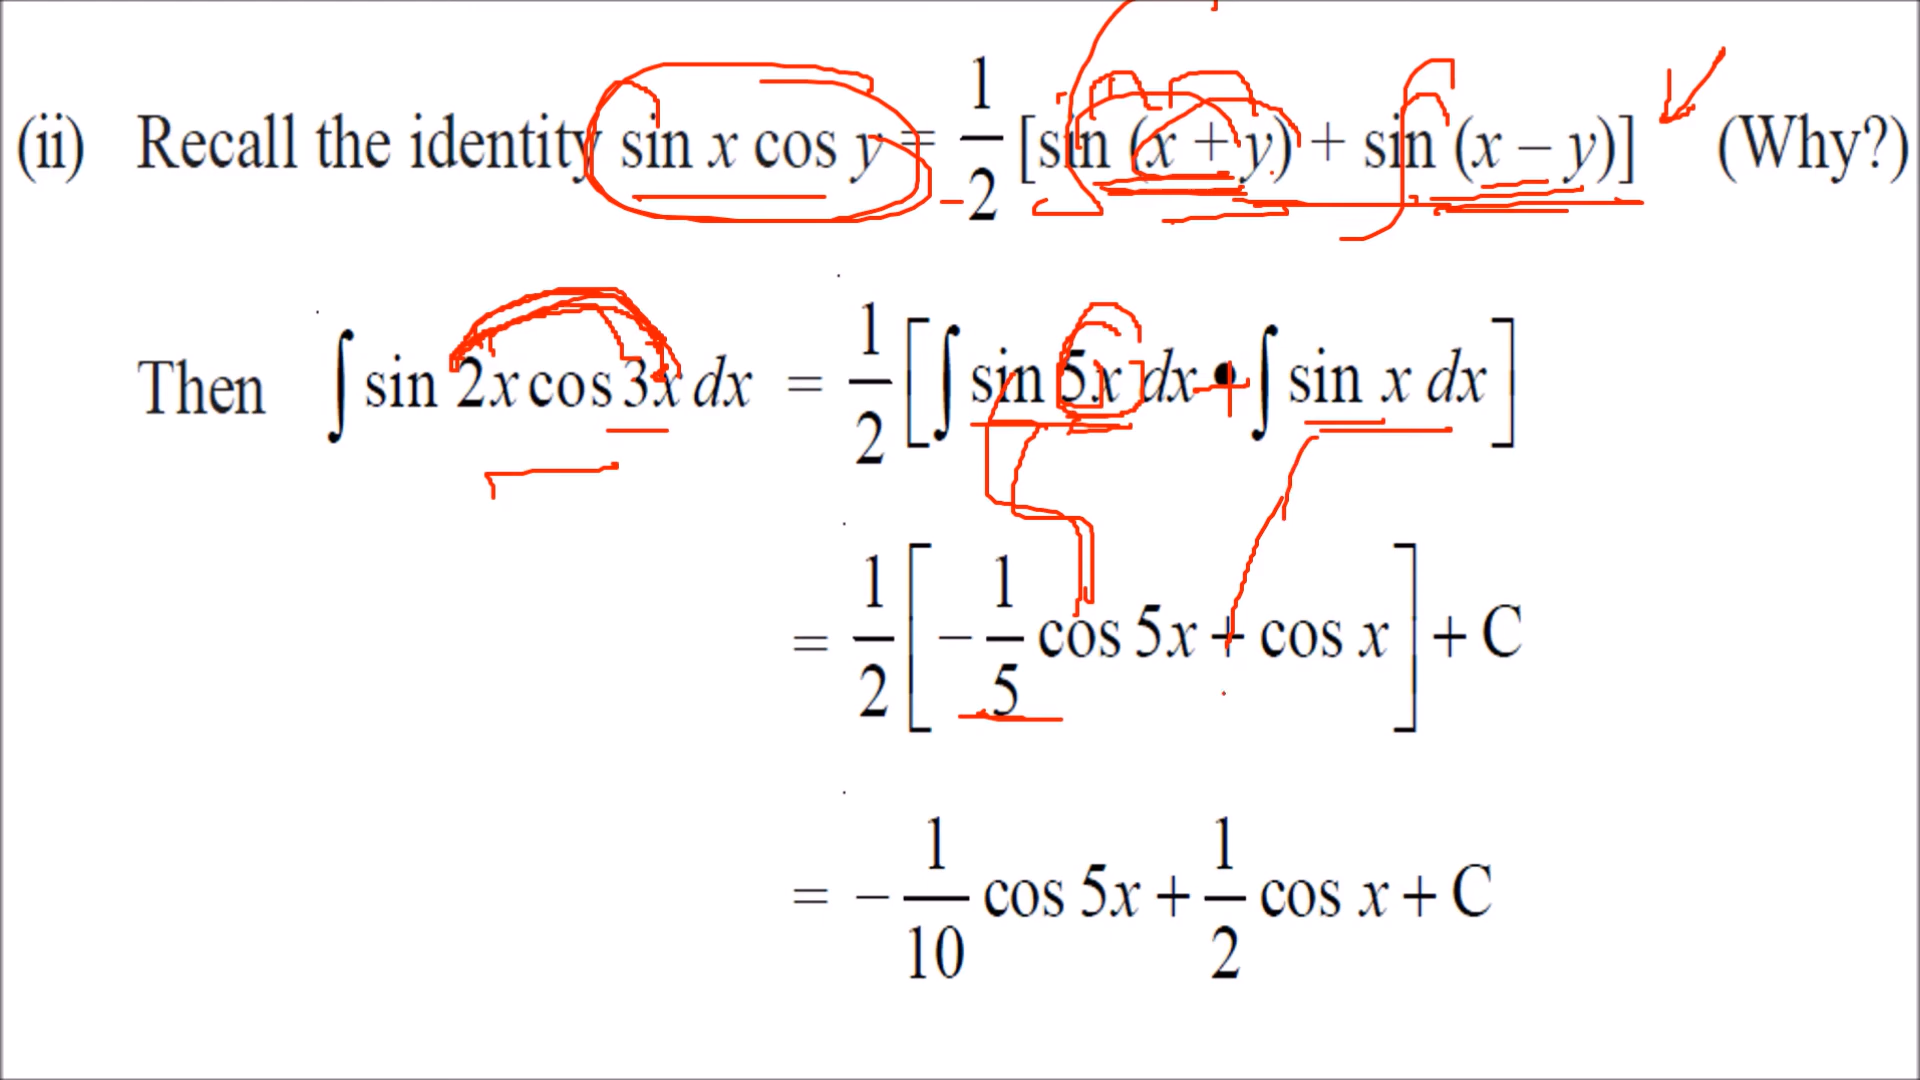 (ii) Recall the identity sin x cos y = 1/2 [sin (x + y) + sin (x − y)] (Why?)
Then ∫ sin 2x cos 3x dx = 1/2 [∫ sin 5x dx • ∫ sin x dx]
= 1/2 [− 1/5 cos 5x + cos x] + C
= − 1/10 cos 5x + 1/2 cos x + C